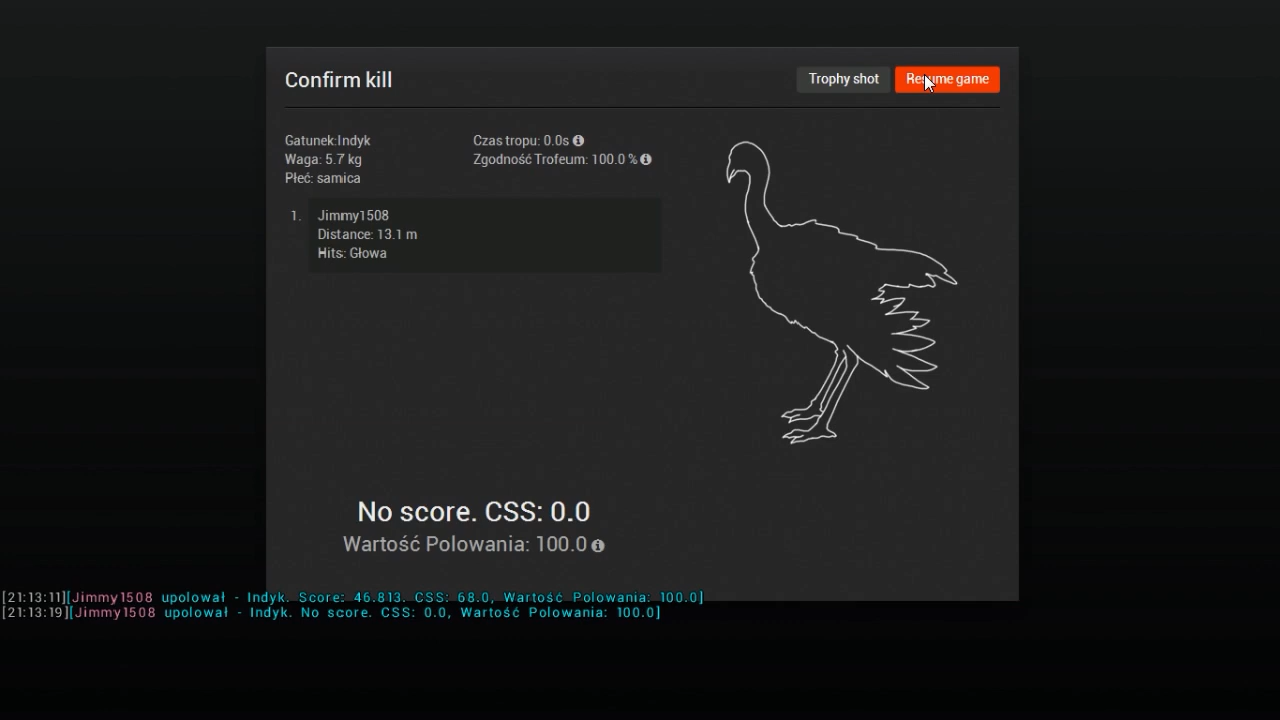 Confirm kill
Trophy shot
Resume game
Gatunek:Indyk
Waga: 5.7 kg
Płeć: samica
Czas tropu: 0.0s
Zgodność Trofeum: 100.0 %
1.
Jimmy1508
Distance: 13.1 m
Hits: Głowa
No score. CSS: 0.0
Wartość Polowania: 100.0
[21:13:11][Jimmy1508 upolował - Indyk. Score: 46.813. CSS: 68.0, Wartość Polowania: 100.0]
[21:13:19][Jimmy1508 upolował - Indyk. No score. CSS: 0.0, Wartość Polowania: 100.0]